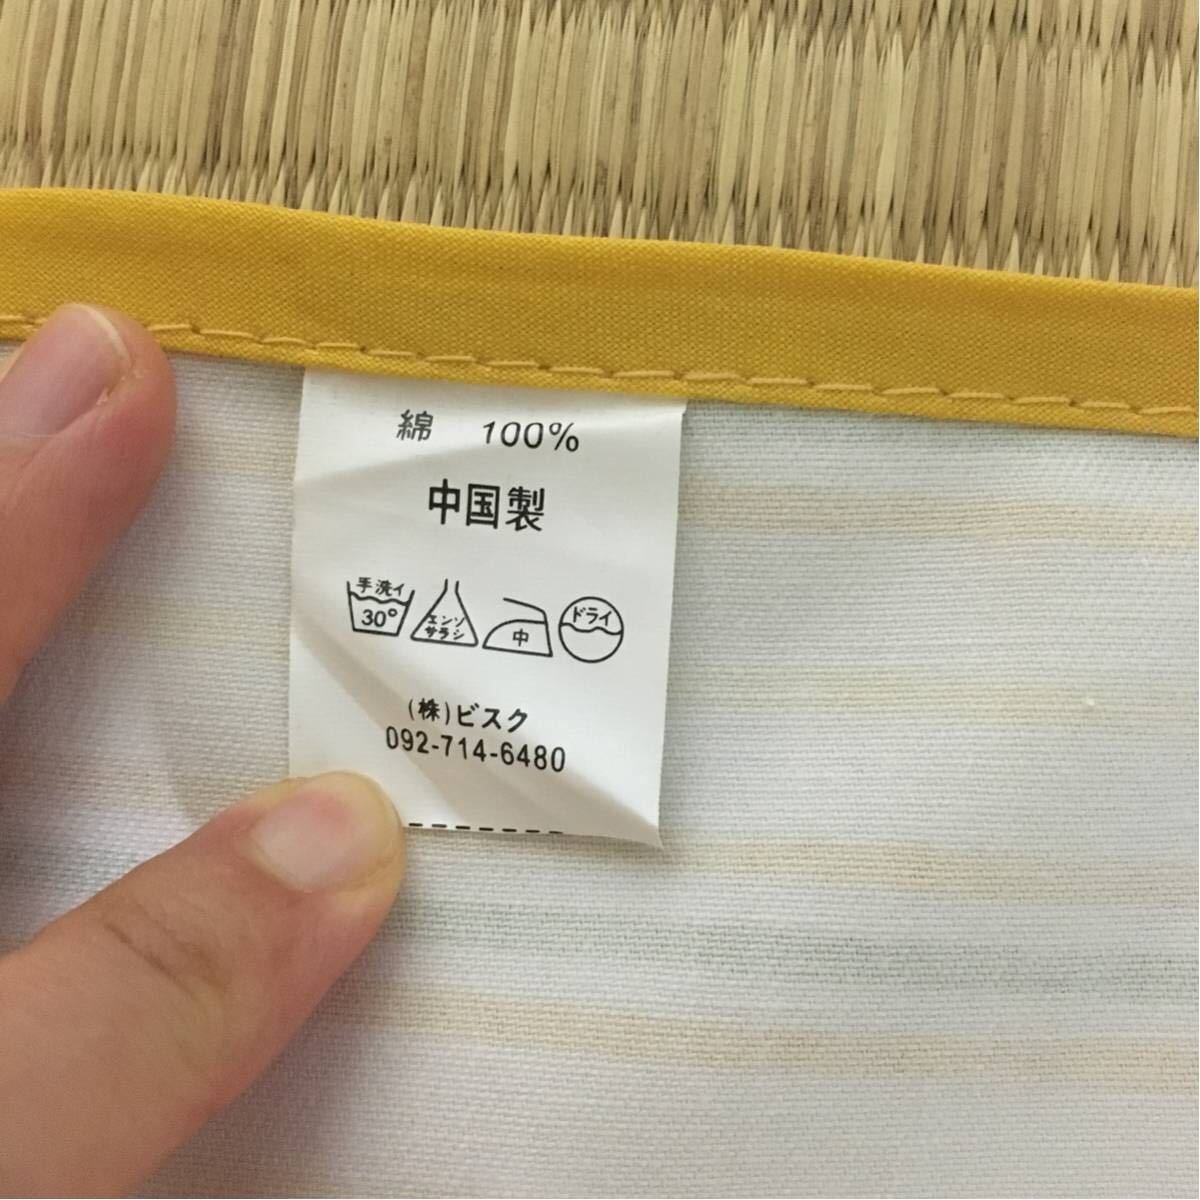 綿 100%
中国製
手洗イ 30° エンソ サラシ 中 ドライ
(株)ビスク
092-714-6480